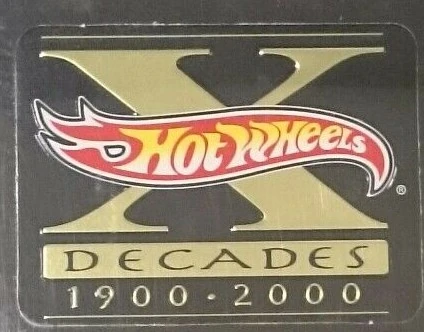 X
HOT WHEELS
®
DECADES
1900 · 2000